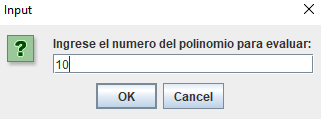 Input
Ingrese el numero del polinomio para evaluar:
10
OK
Cancel